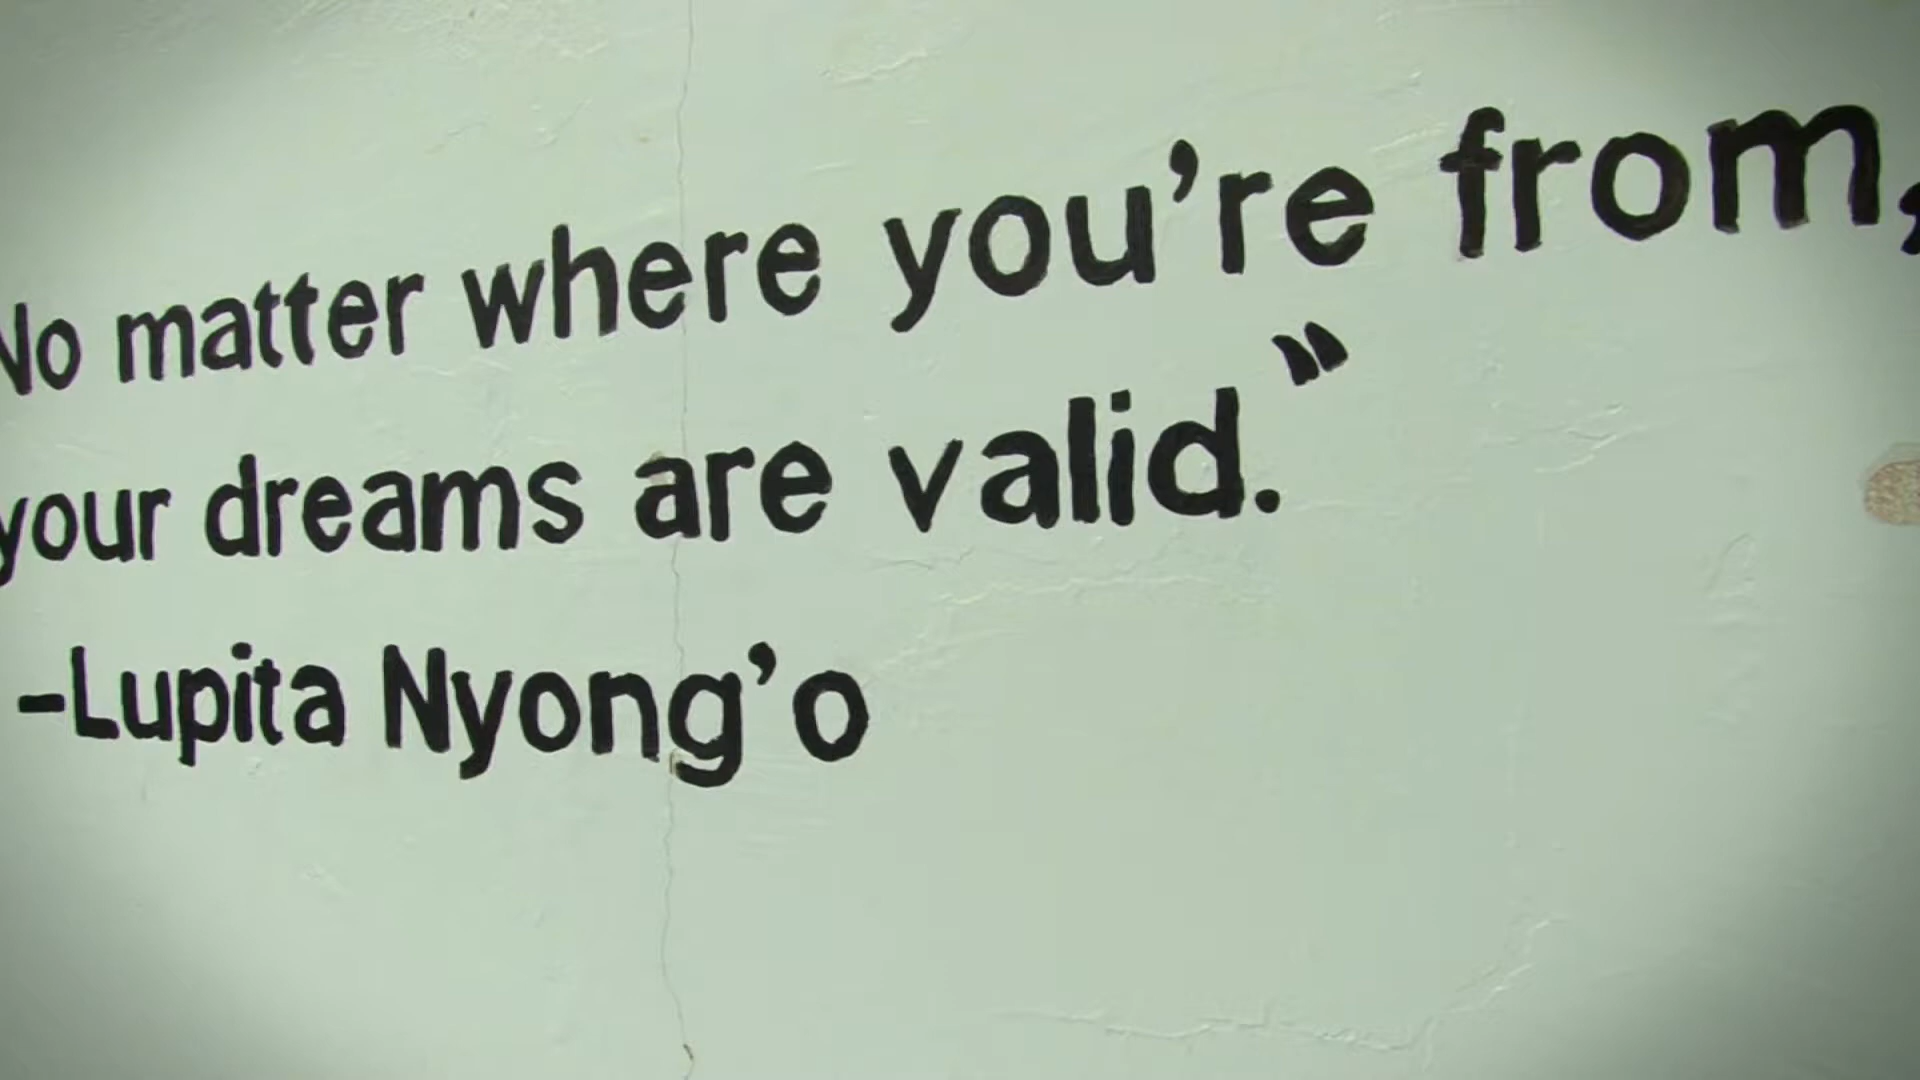 No matter where you're from,
your dreams are valid.”
-Lupita Nyong'o